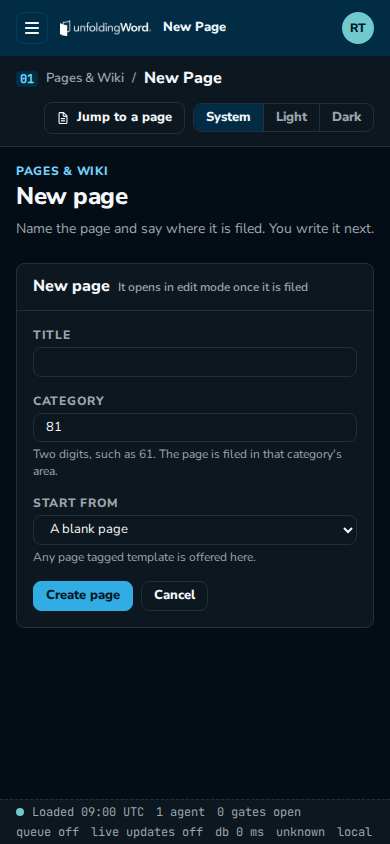 unfoldingWord. New Page RT
01 Pages & Wiki / New Page
Jump to a page System Light Dark
PAGES & WIKI
New page
Name the page and say where it is filed. You write it next.
New page It opens in edit mode once it is filed
TITLE
CATEGORY
81
Two digits, such as 61. The page is filed in that category's
area.
START FROM
A blank page
Any page tagged template is offered here.
Create page Cancel
Loaded 09:00 UTC 1 agent 0 gates open
queue off live updates off db 0 ms unknown local